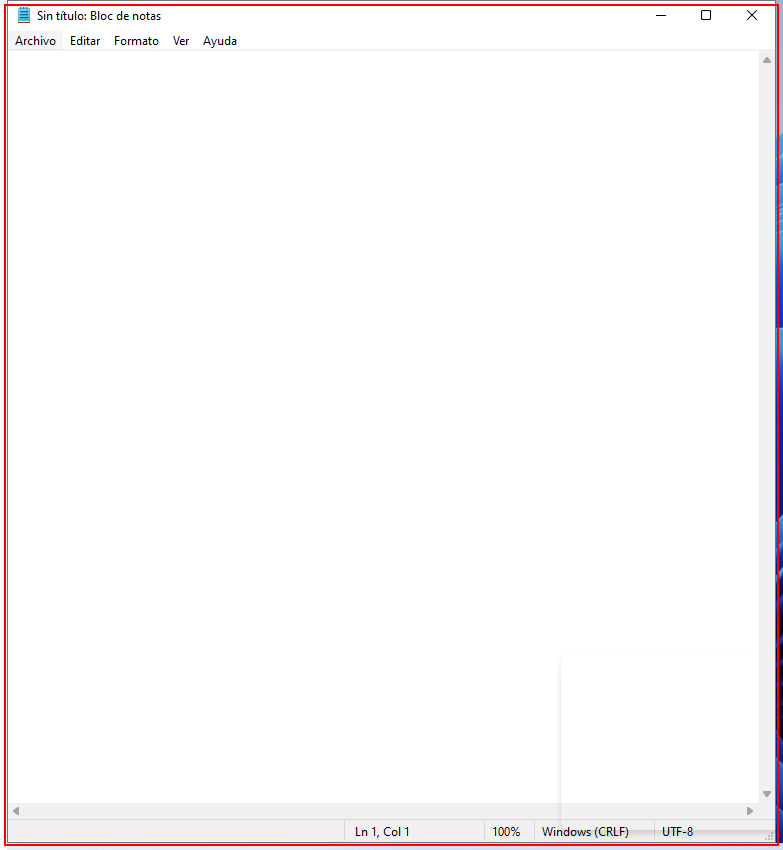 Sin título: Bloc de notas
Archivo Editar Formato Ver Ayuda
Ln 1, Col 1 100% Windows (CRLF) UTF-8